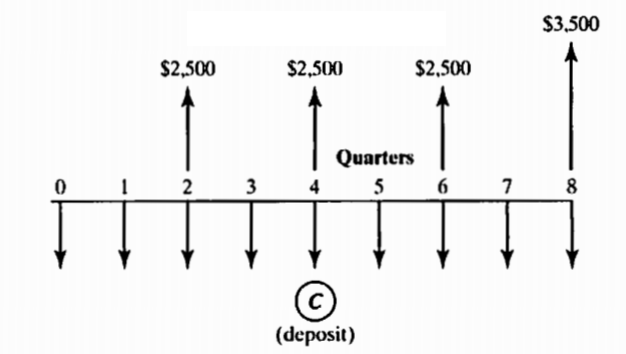 $3,500
$2,500 $2,500 $2,500
Quarters
0 1 2 3 4 5 6 7 8
C
(deposit)